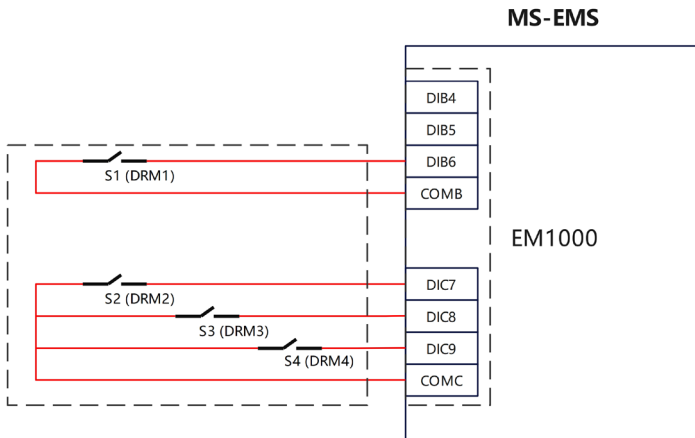 MS-EMS
DIB4
DIB5
DIB6
S1 (DRM1)
COMB
EM1000
DIC7
S2 (DRM2)
DIC8
S3 (DRM3)
DIC9
S4 (DRM4)
COMC